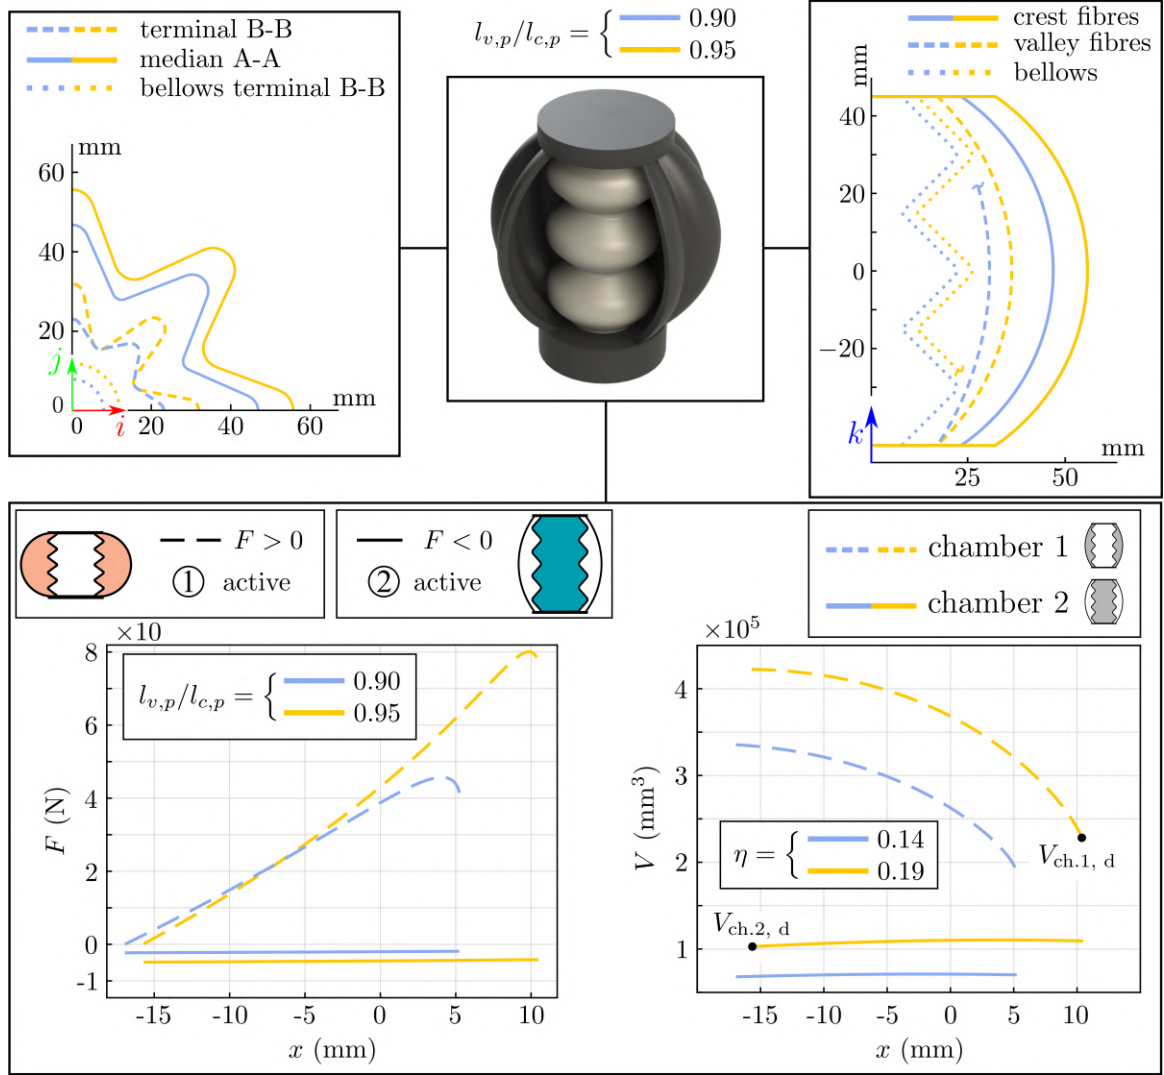 terminal B-B
median A-A
bellows terminal B-B
mm
60
40
20
0
j
i
0
20
40
60
mm
l_{v,p}/l_{c,p} = {
0.90
0.95
crest fibres
valley fibres
bellows
mm
40
20
0
−20
k
25
50
mm
F > 0
1 active
F < 0
2 active
chamber 1
chamber 2
×10
8
6
4
2
0
-1
F (N)
l_{v,p}/l_{c,p} = {
0.90
0.95
-15
-10
-5
0
5
10
x (mm)
×10⁵
4
3
2
1
V (mm³)
η = {
0.14
0.19
V_{ch.1, d}
V_{ch.2, d}
-15
-10
-5
0
5
10
x (mm)